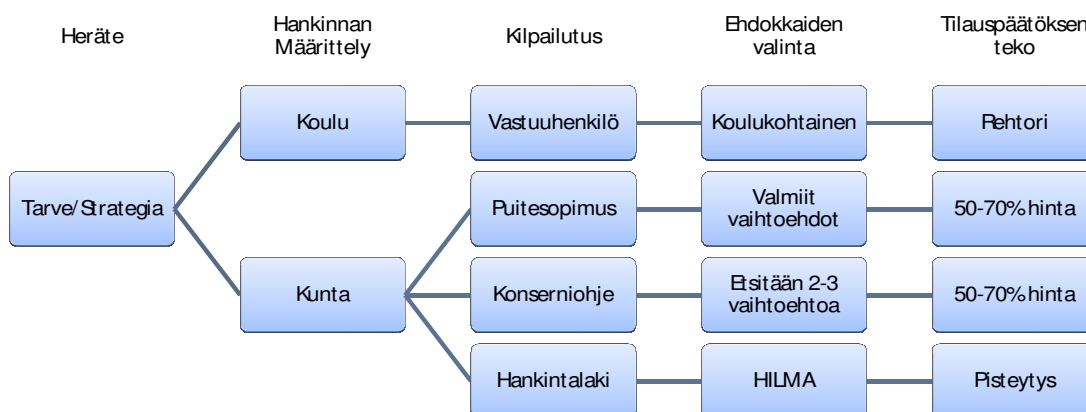 Heräte
Hankinnan
Määrittely
Kilpailutus
Ehdokkaiden
valinta
Tilauspäätöksen
teko
Koulu
Vastuuhenkilö
Koulukohtainen
Rehtori
Tarve/Strategia
Puitesopimus
Valmiit
vaihtoehdot
50-70% hinta
Kunta
Konserniohje
Etsitään 2-3
vaihtoehtoa
50-70% hinta
Hankintalaki
HILMA
Pisteytys